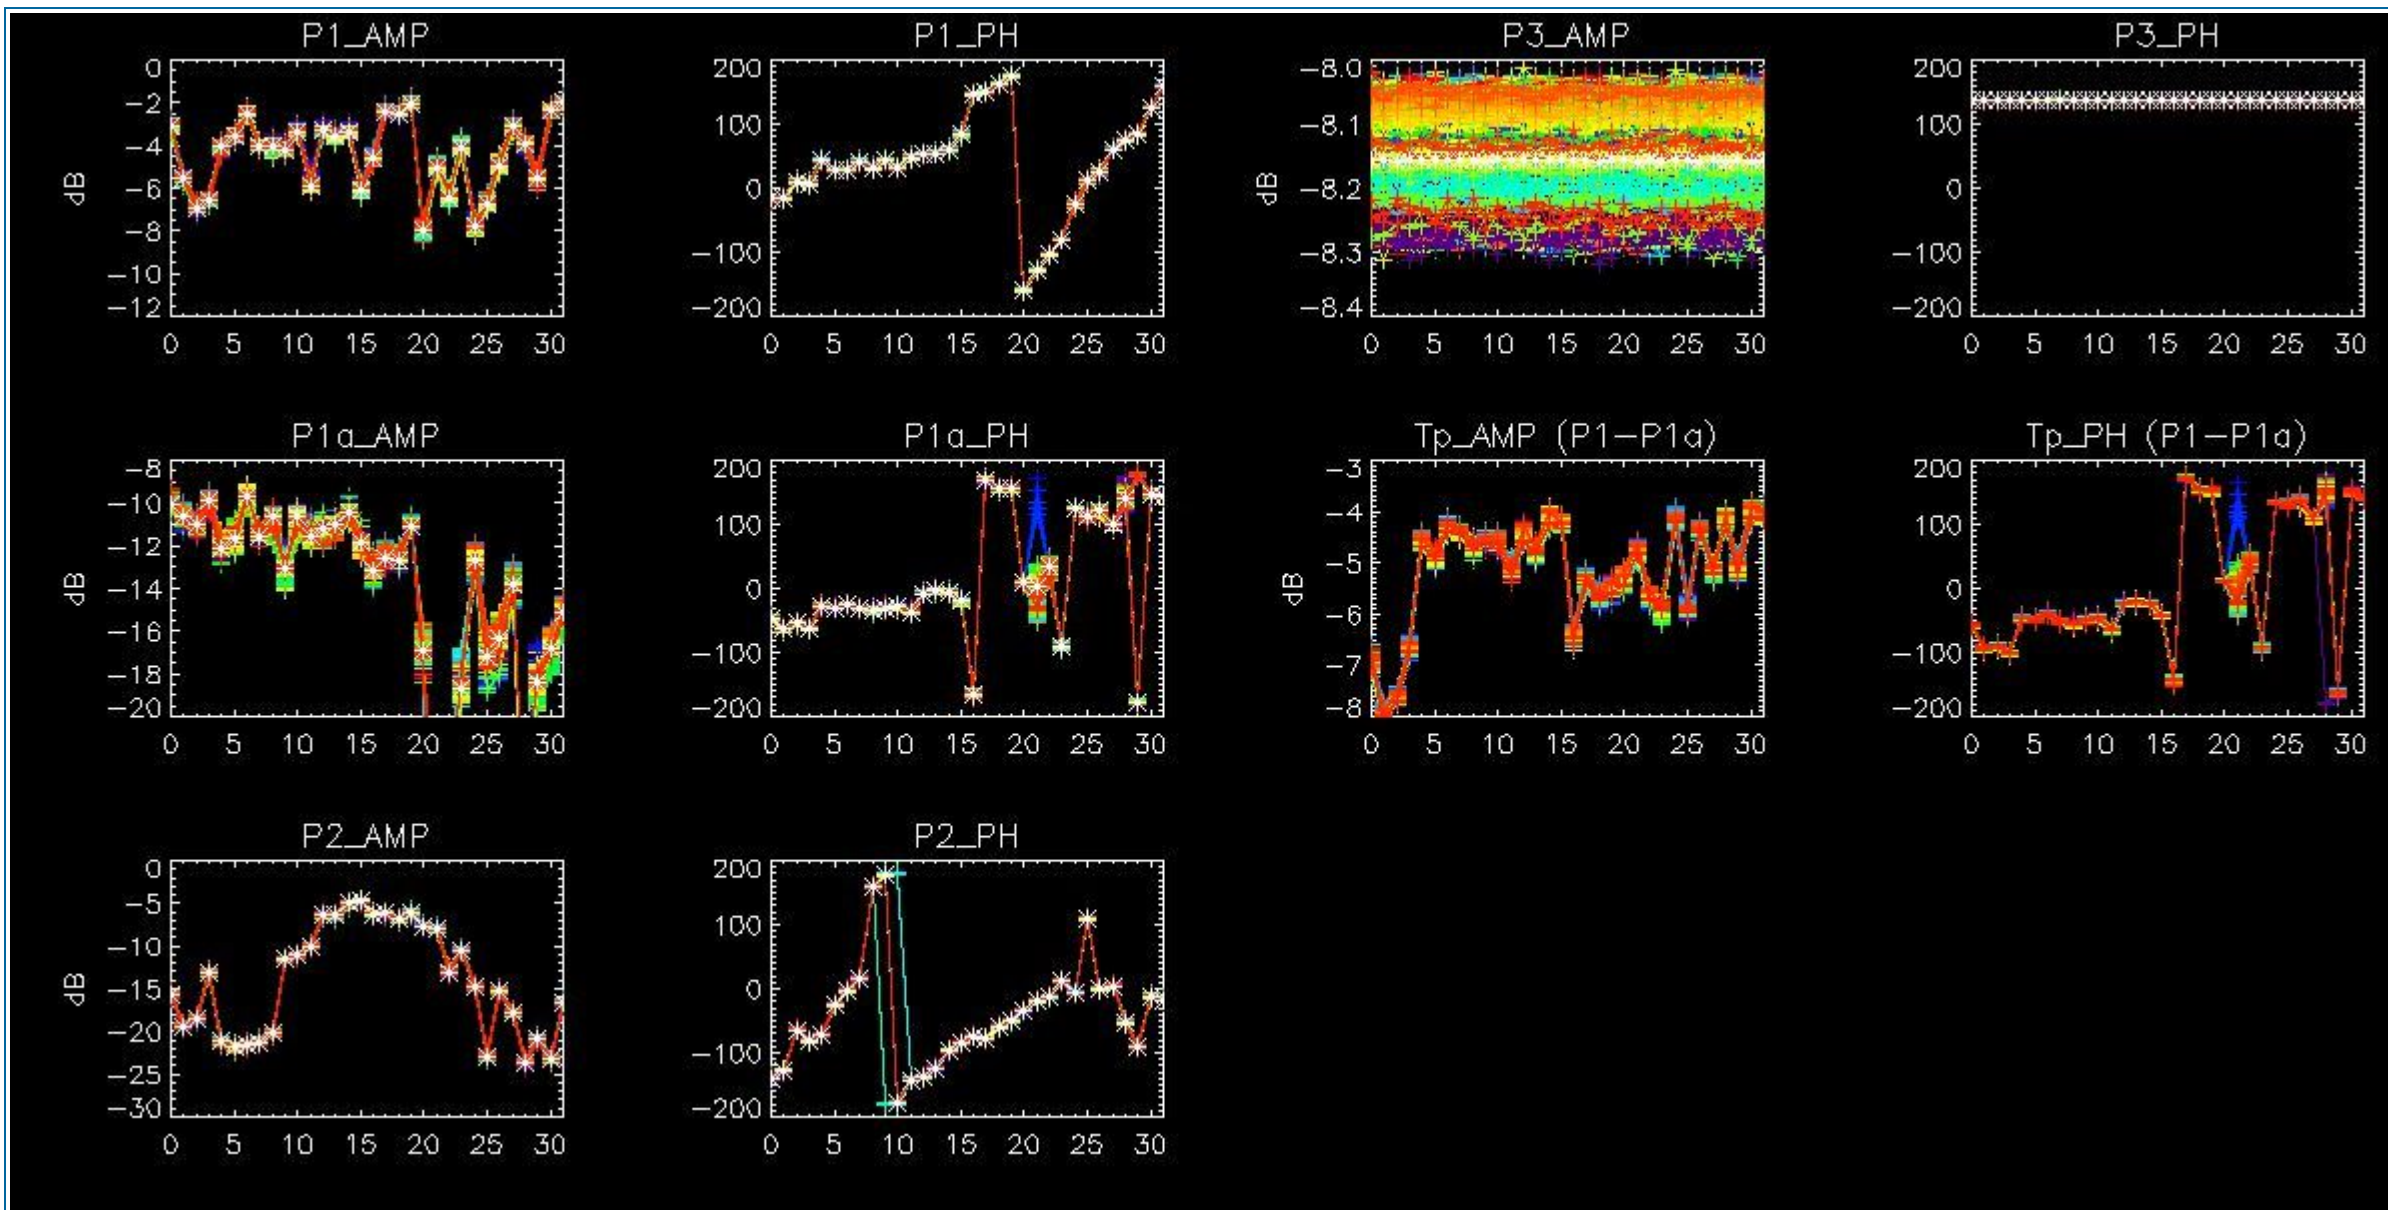 P1_AMP P1_PH P3_AMP P3_PH
0 200 −8.0 200
−2
−4 100 −8.1 100
dB −6 0 dB −8.2 0
−8
−10 −100 −8.3 −100
−12 −200 −8.4 −200
0 5 10 15 20 25 30 0 5 10 15 20 25 30 0 5 10 15 20 25 30 0 5 10 15 20 25 30
P1a_AMP P1a_PH Tp_AMP (P1−P1a) Tp_PH (P1−P1a)
−8 200 −3 200
−10 100 −4 100
−12
dB −14 0 dB −5 0
−16 −6
−18 −100 −7 −100
−20 −200 −8 −200
0 5 10 15 20 25 30 0 5 10 15 20 25 30 0 5 10 15 20 25 30 0 5 10 15 20 25 30
P2_AMP P2_PH
0 200
−5 100
−10
dB −15 0
−20 −100
−25
−30 −200
0 5 10 15 20 25 30 0 5 10 15 20 25 30